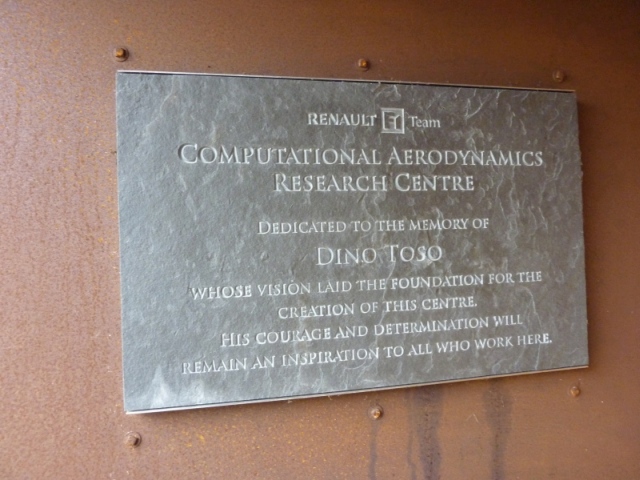 RENAULT F1 Team
COMPUTATIONAL AERODYNAMICS
RESEARCH CENTRE
DEDICATED TO THE MEMORY OF
DINO TOSO
WHOSE VISION LAID THE FOUNDATION FOR THE
CREATION OF THIS CENTRE.
HIS COURAGE AND DETERMINATION WILL
REMAIN AN INSPIRATION TO ALL WHO WORK HERE.